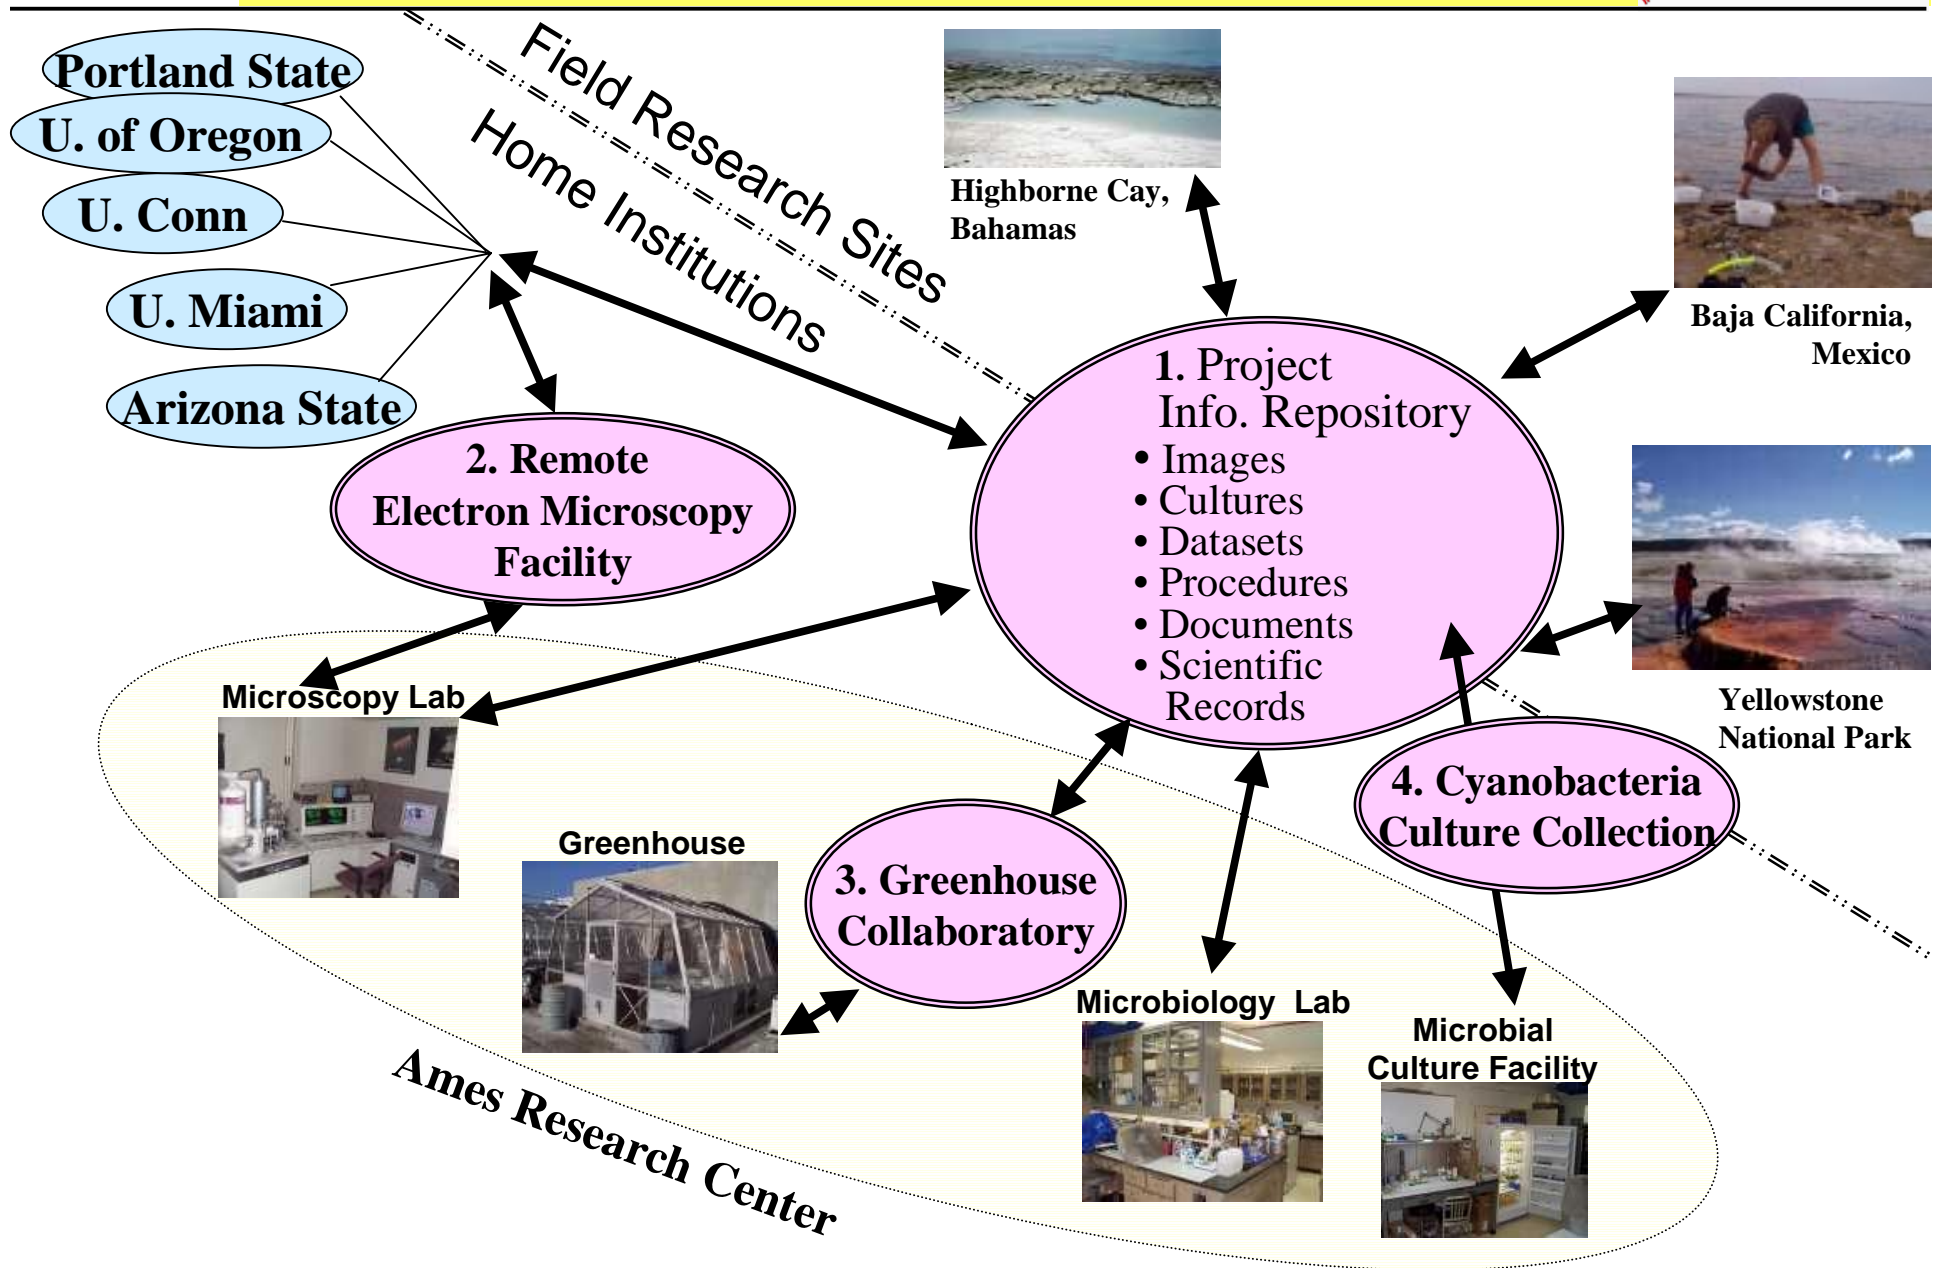 Portland State
U. of Oregon
U. Conn
U. Miami
Arizona State
Field Research Sites
Home Institutions
Highborne Cay,
Bahamas
Baja California,
Mexico
1. Project
Info. Repository
• Images
• Cultures
• Datasets
• Procedures
• Documents
• Scientific
Records
2. Remote
Electron Microscopy
Facility
Yellowstone
National Park
Microscopy Lab
4. Cyanobacteria
Culture Collection
Greenhouse
3. Greenhouse
Collaboratory
Microbiology Lab
Microbial
Culture Facility
Ames Research Center